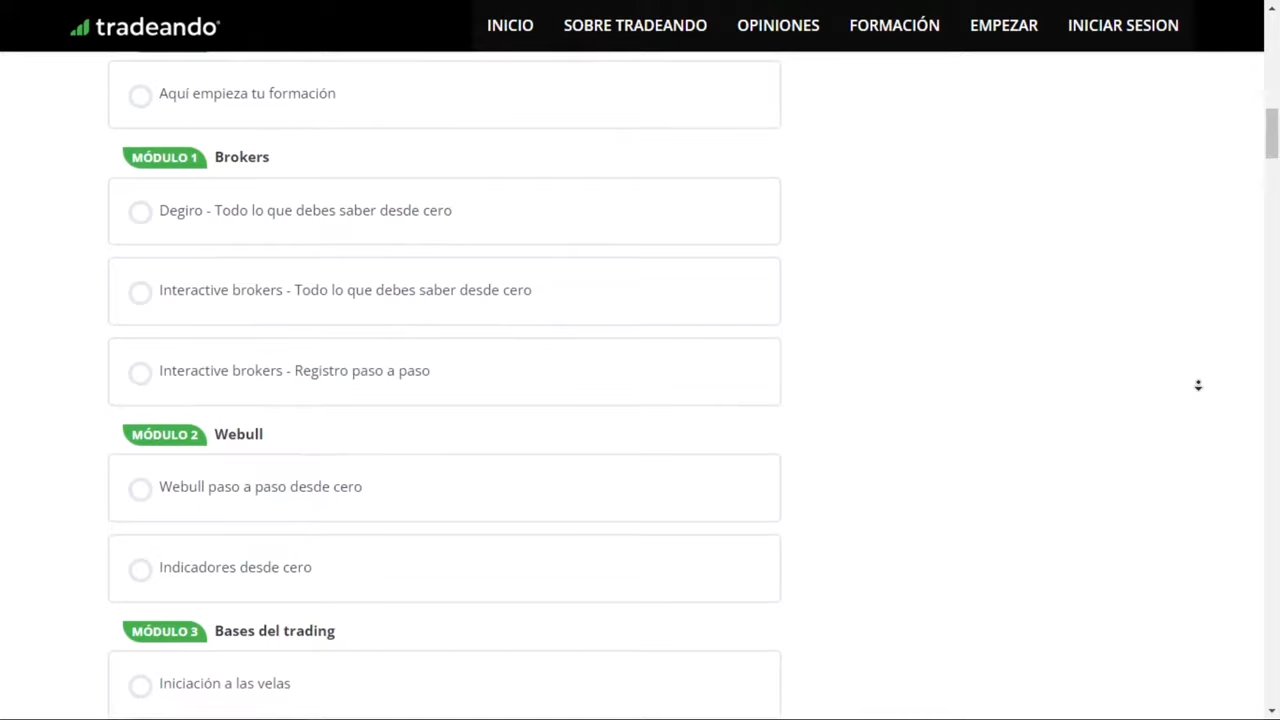 tradeando
INICIO SOBRE TRADEANDO OPINIONES FORMACIÓN EMPEZAR INICIAR SESION
Aquí empieza tu formación
MÓDULO 1 Brokers
Degiro - Todo lo que debes saber desde cero
Interactive brokers - Todo lo que debes saber desde cero
Interactive brokers - Registro paso a paso
MÓDULO 2 Webull
Webull paso a paso desde cero
Indicadores desde cero
MÓDULO 3 Bases del trading
Iniciación a las velas